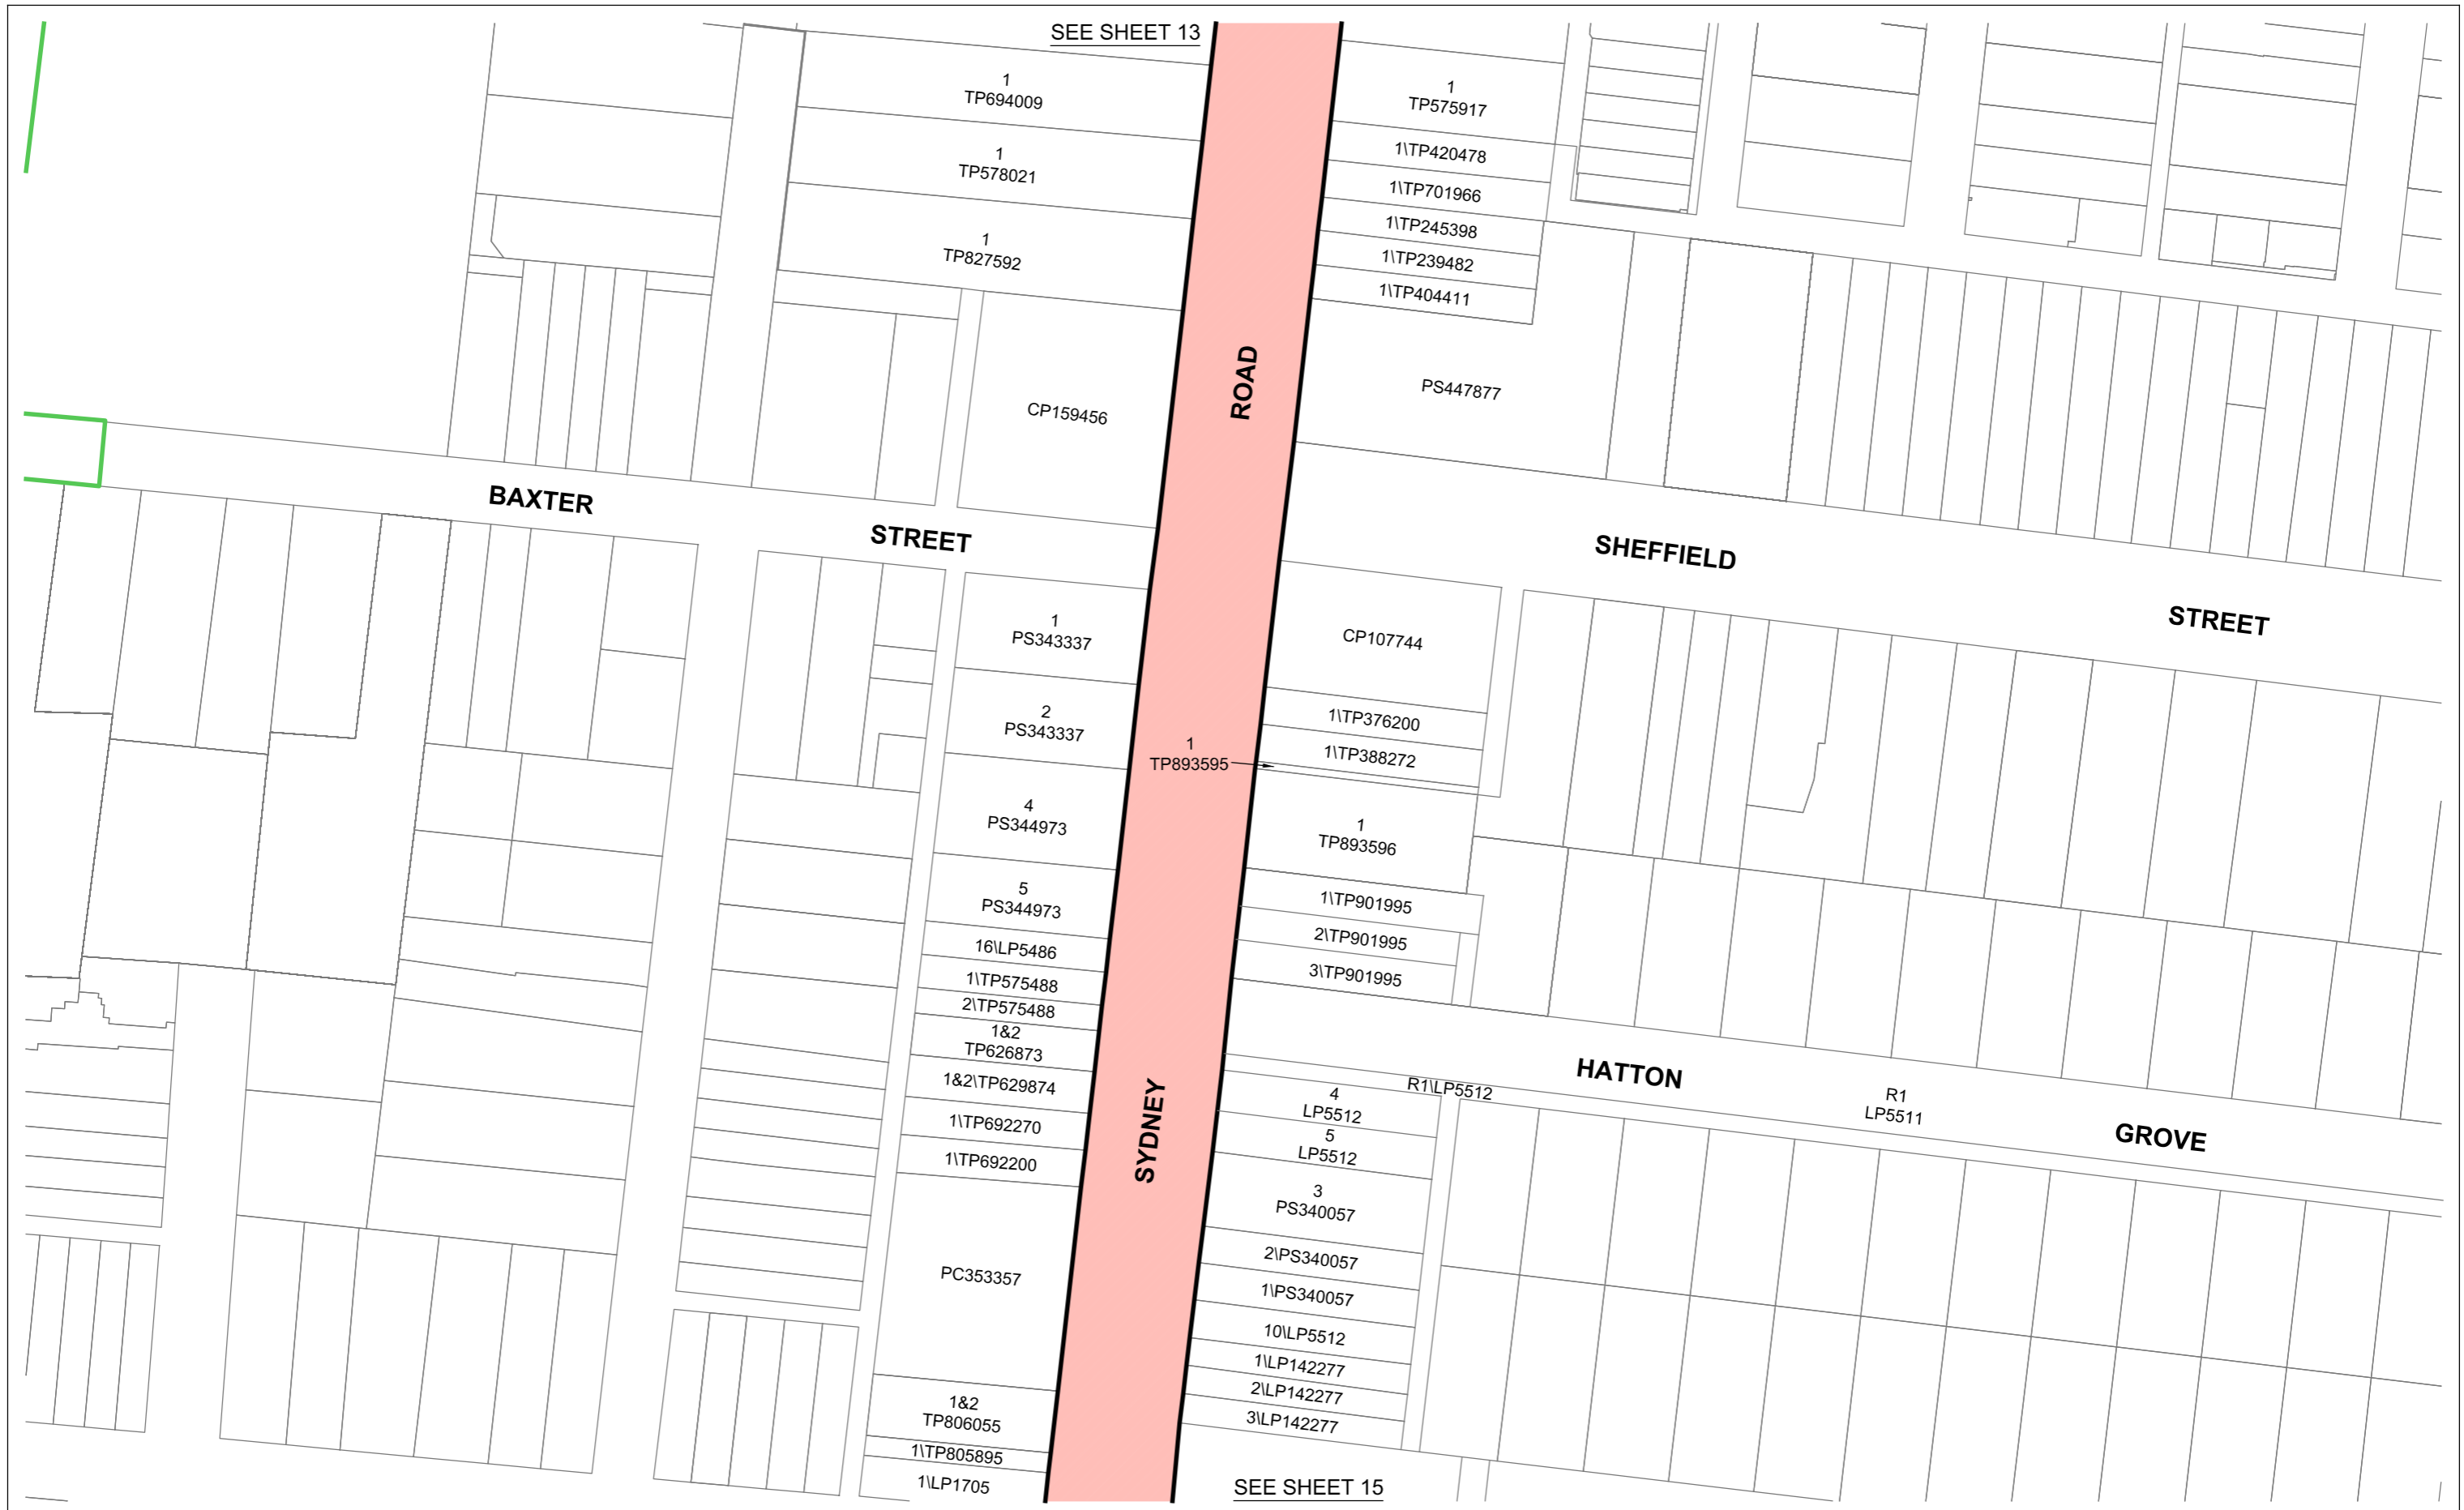 SEE SHEET 13
1
TP694009
1
TP578021
1
TP827592
CP159456
1
TP575917
1\TP420478
1\TP701966
1\TP245398
1\TP239482
1\TP404411
PS447877
ROAD
BAXTER
STREET
SHEFFIELD
STREET
1
PS343337
2
PS343337
4
PS344973
5
PS344973
16\LP5486
1\TP575488
2\TP575488
1&2
TP626873
1&2\TP629874
1\TP692270
1\TP692200
PC353357
1&2
TP806055
1\TP805895
1\LP1705
1
TP893595
SYDNEY
CP107744
1\TP376200
1\TP388272
1
TP893596
1\TP901995
2\TP901995
3\TP901995
HATTON
GROVE
R1\LP5512
R1
LP5511
4
LP5512
5
LP5512
3
PS340057
2\PS340057
1\PS340057
10\LP5512
1\LP142277
2\LP142277
3\LP142277
SEE SHEET 15